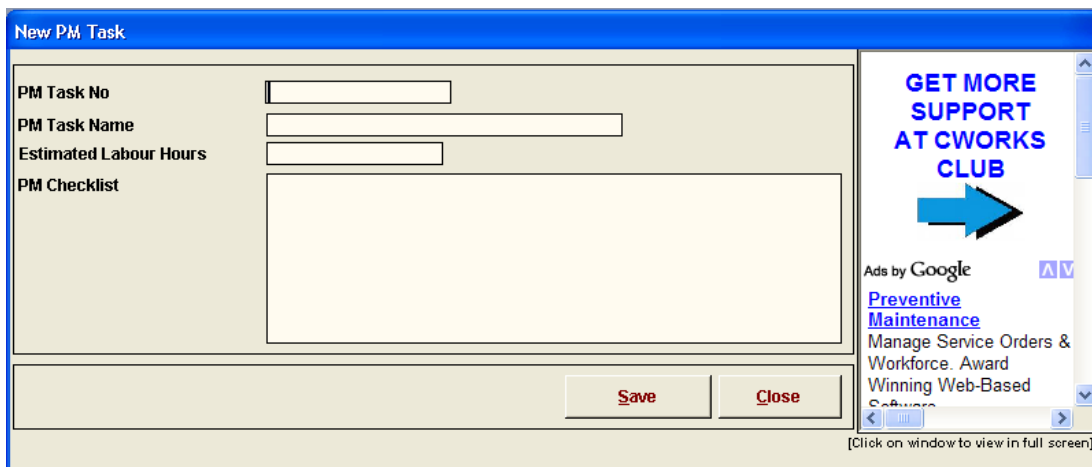 New PM Task
PM Task No
PM Task Name
Estimated Labour Hours
PM Checklist
Save
Close
GET MORE
SUPPORT
AT CWORKS
CLUB
Ads by Google
Preventive
Maintenance
Manage Service Orders &
Workforce. Award
Winning Web-Based
Software
[Click on window to view in full screen]